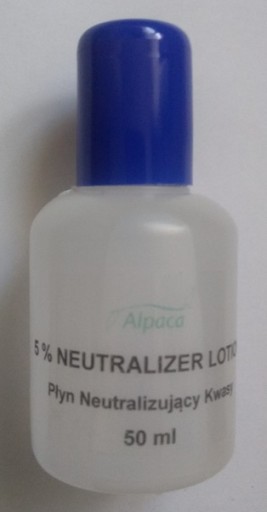 Alpaca
5 % NEUTRALIZER LOTIO
Płyn Neutralizujący Kwasy
50 ml